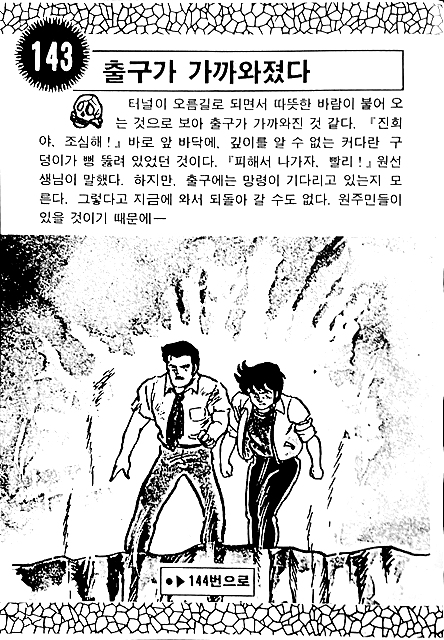 143
출구가 가까와졌다
터널이 오름길로 되면서 따뜻한 바람이 불어 오
는 것으로 보아 출구가 가까와진 것 같다. 『진회
야, 조심해!』 바로 앞 바닥에, 깊이를 알 수 없는 커다란 구
덩이가 뻥 뚫려 있었던 것이다. 『피해서 나가자. 빨리!』 원선
생님이 말했다. 하지만, 출구에는 망령이 기다리고 있는지 모
른다. 그렇다고 지금에 와서 되돌아 갈 수도 없다. 원주민들이
있을 것이기 때문에—
●▶144번으로